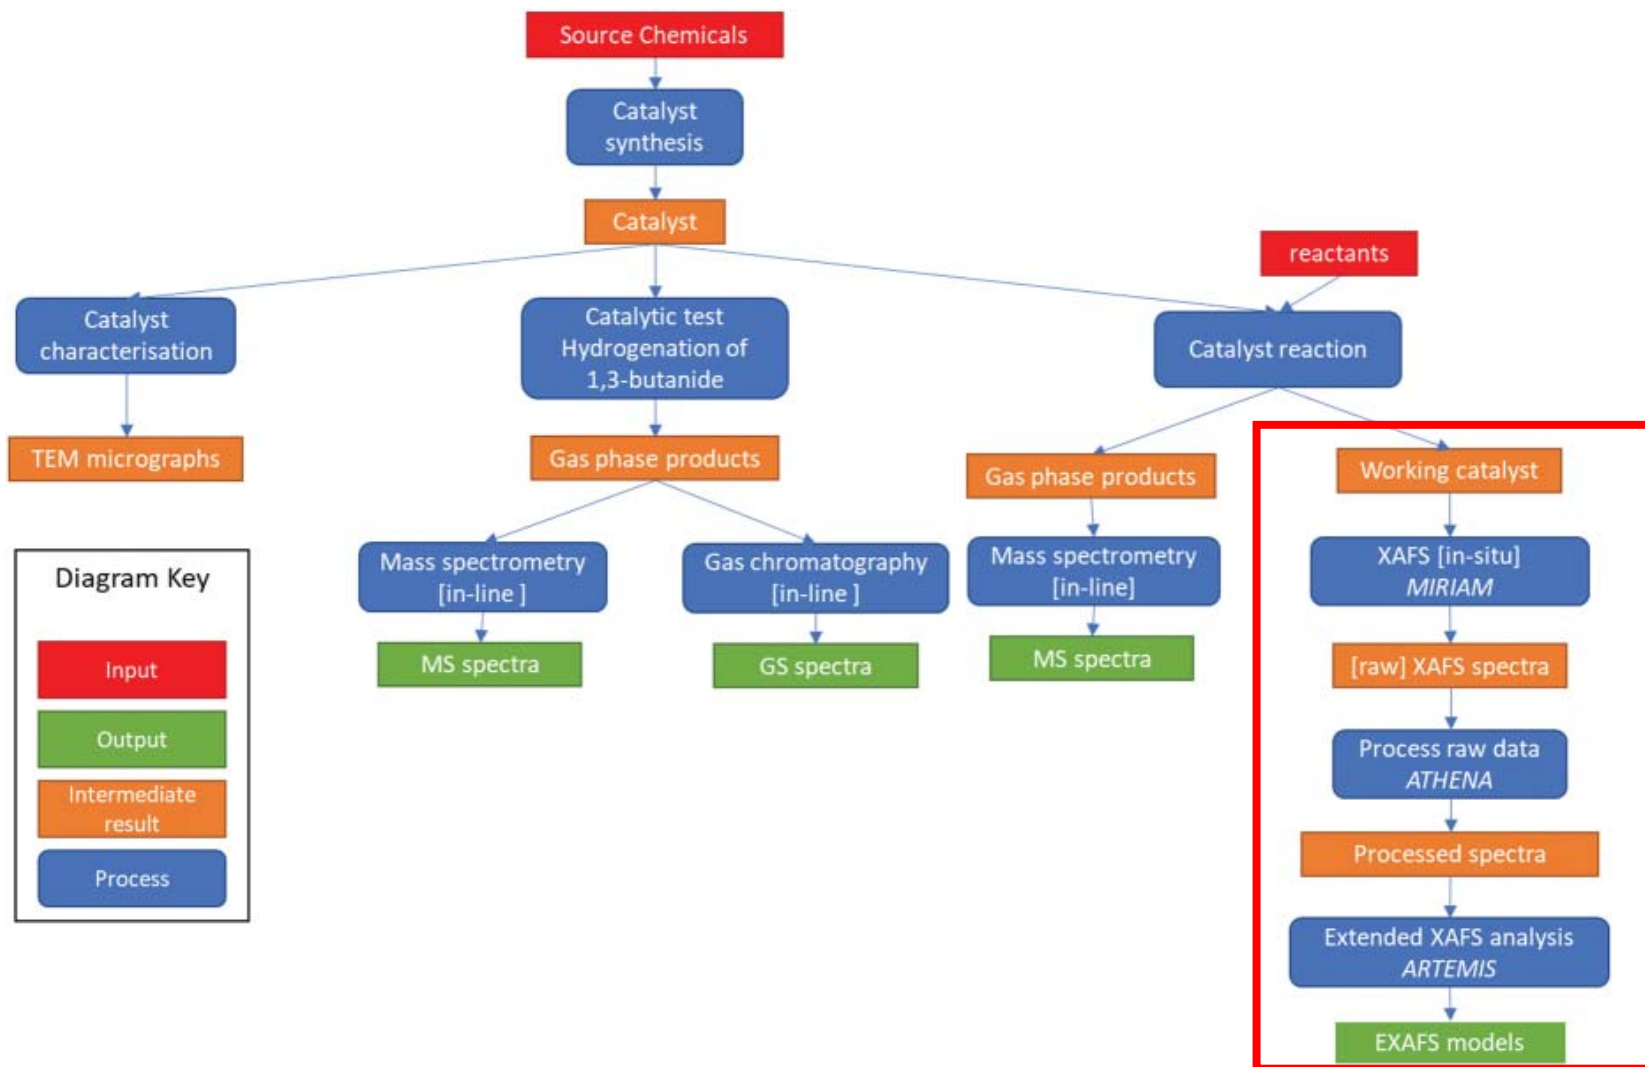 Source Chemicals
Catalyst
synthesis
Catalyst
reactants
Catalyst
characterisation
Catalytic test
Hydrogenation of
1,3-butanide
Catalyst reaction
TEM micrographs
Gas phase products
Gas phase products
Working catalyst
Mass spectrometry
[in-line ]
Gas chromatography
[in-line ]
Mass spectrometry
[in-line]
XAFS [in-situ]
MIRIAM
MS spectra
GS spectra
MS spectra
[raw] XAFS spectra
Process raw data
ATHENA
Processed spectra
Extended XAFS analysis
ARTEMIS
EXAFS models
Diagram Key
Input
Output
Intermediate
result
Process